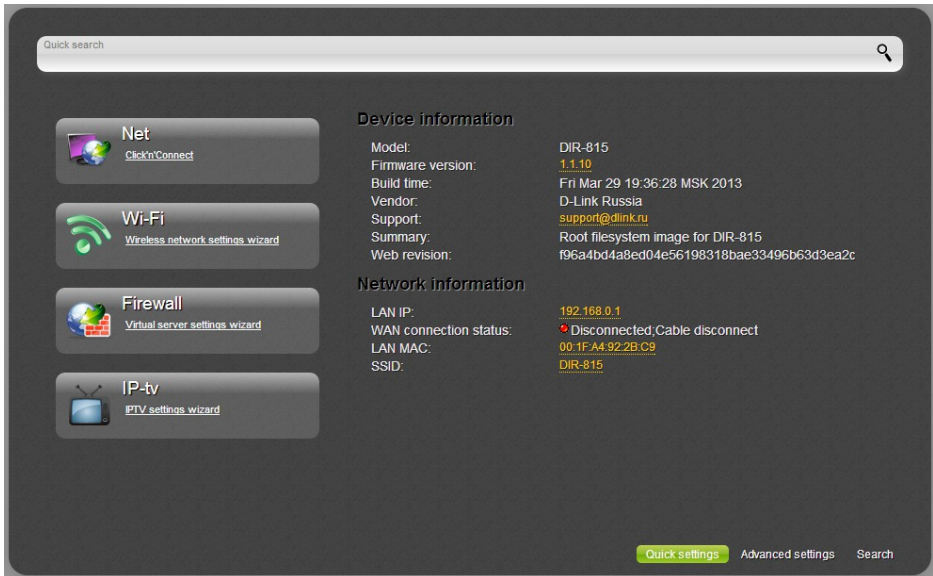 Quick search
Net
Click'n'Connect
Wi-Fi
Wireless network settings wizard
Firewall
Virtual server settings wizard
IP-tv
IPTV settings wizard
Device information
Model: DIR-815
Firmware version: 1.1.10
Build time: Fri Mar 29 19:36:28 MSK 2013
Vendor: D-Link Russia
Support: support@dlink.ru
Summary: Root filesystem image for DIR-815
Web revision: f96a4bd4a8ed04e56198318bae33496b63d3ea2c
Network information
LAN IP: 192.168.0.1
WAN connection status: Disconnected;Cable disconnect
LAN MAC: 00:1F:A4:92:2B:C9
SSID: DIR-815
Quick settings Advanced settings Search